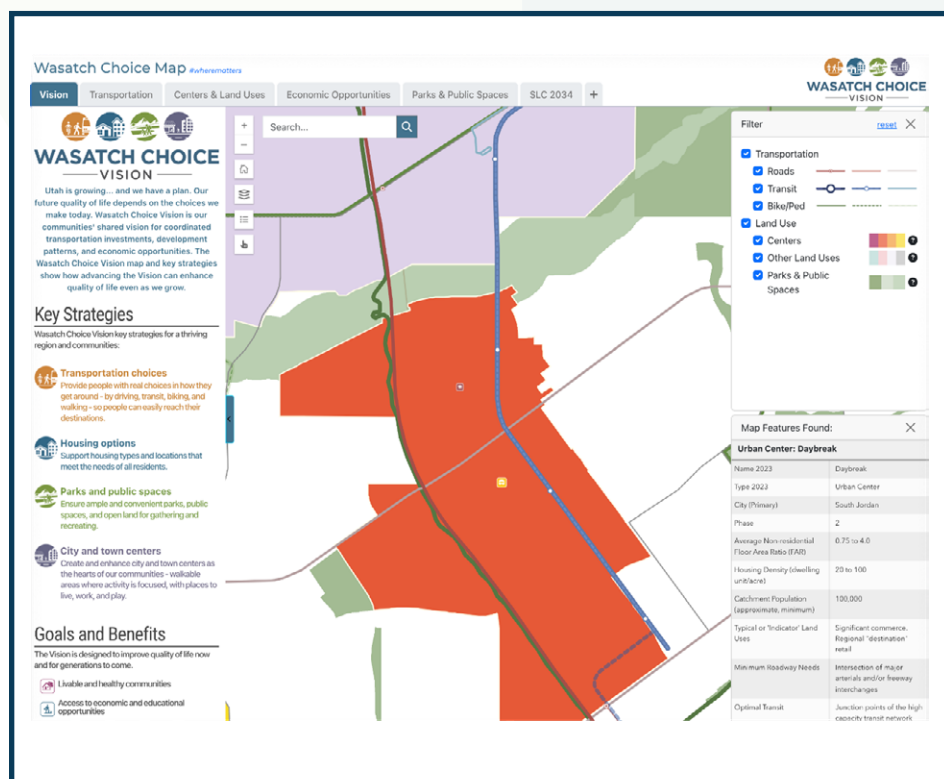 Wasatch Choice Map #wherematters
WASATCH CHOICE
VISION
Vision
Transportation
Centers & Land Uses
Economic Opportunities
Parks & Public Spaces
SLC 2034
+
WASATCH CHOICE
VISION
Utah is growing... and we have a plan. Our
future quality of life depends on the choices we
make today. Wasatch Choice Vision is our
communities' shared vision for coordinated
transportation investments, development
patterns, and economic opportunities. The
Wasatch Choice Vision map and key strategies
show how advancing the Vision can enhance
quality of life even as we grow.
Key Strategies
Wasatch Choice Vision key strategies for a thriving
region and communities:
Transportation choices
Provide people with real choices in how they
get around - by driving, transit, biking, and
walking - so people can easily reach their
destinations.
Housing options
Support housing types and locations that
meet the needs of all residents.
Parks and public spaces
Ensure ample and convenient parks, public
spaces, and open land for gathering and
recreating.
City and town centers
Create and enhance city and town centers as
the hearts of our communities - walkable
areas where activity is focused, with places to
live, work, and play.
Goals and Benefits
The Vision is designed to improve quality of life now
and for generations to come.
Livable and healthy communities
Access to economic and educational
opportunities
+
−
Search...
Filter
reset
Transportation
Roads
Transit
Bike/Ped
Land Use
Centers
?
Other Land Uses
?
Parks & Public
Spaces
?
Map Features Found:
Urban Center: Daybreak
Name 2023 Daybreak
Type 2023 Urban Center
City (Primary) South Jordan
Phase 2
Average Non-residential 0.75 to 4.0
Floor Area Ratio (FAR)
Housing Density (dwelling 20 to 100
unit/acre)
Catchment Population 100,000
(approximate, minimum)
Typical or 'Indicator' Land Significant commerce.
Uses Regional "destination"
retail
Minimum Roadway Needs Intersection of major
arterials and/or freeway
interchanges
Optimal Transit Junction points of the high
capacity transit network